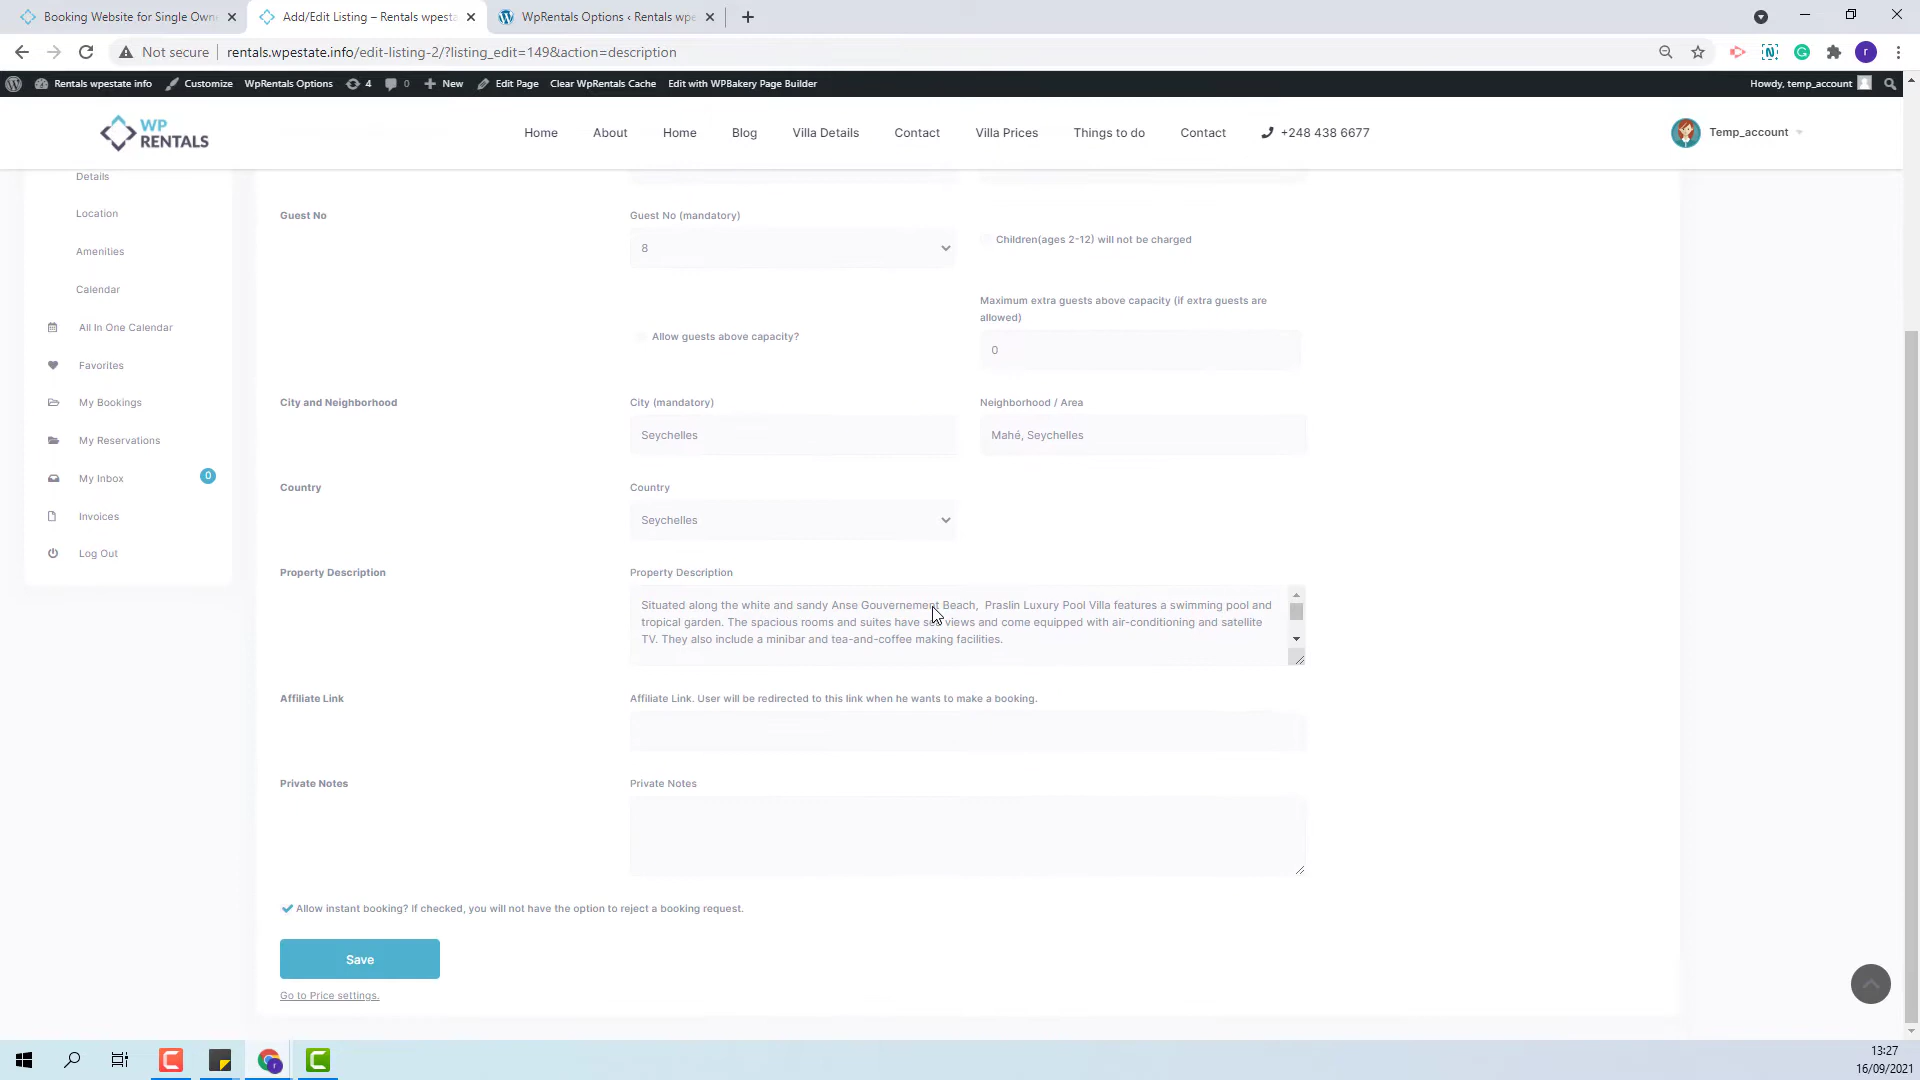 Booking Website for Single Own
Add/Edit Listing – Rentals wpesta
WpRentals Options ‹ Rentals wpe
Not secure
rentals.wpestate.info/edit-listing-2/?listing_edit=149&action=description
Rentals wpestate info
Customize
WpRentals Options
4
0
New
Edit Page
Clear WpRentals Cache
Edit with WPBakery Page Builder
Howdy, temp_account
WP
RENTALS
Home
About
Home
Blog
Villa Details
Contact
Villa Prices
Things to do
Contact
+248 438 6677
Temp_account
Details
Location
Amenities
Calendar
All In One Calendar
Favorites
My Bookings
My Reservations
My Inbox
0
Invoices
Log Out
Guest No
Guest No (mandatory)
8
Children(ages 2-12) will not be charged
Allow guests above capacity?
Maximum extra guests above capacity (if extra guests are
allowed)
0
City and Neighborhood
City (mandatory)
Seychelles
Neighborhood / Area
Mahé, Seychelles
Country
Country
Seychelles
Property Description
Property Description
Situated along the white and sandy Anse Gouvernement Beach, Praslin Luxury Pool Villa features a swimming pool and
tropical garden. The spacious rooms and suites have sea views and come equipped with air-conditioning and satellite
TV. They also include a minibar and tea-and-coffee making facilities.
Affiliate Link
Affiliate Link. User will be redirected to this link when he wants to make a booking.
Private Notes
Private Notes
Allow instant booking? If checked, you will not have the option to reject a booking request.
Save
Go to Price settings.
13:27
16/09/2021